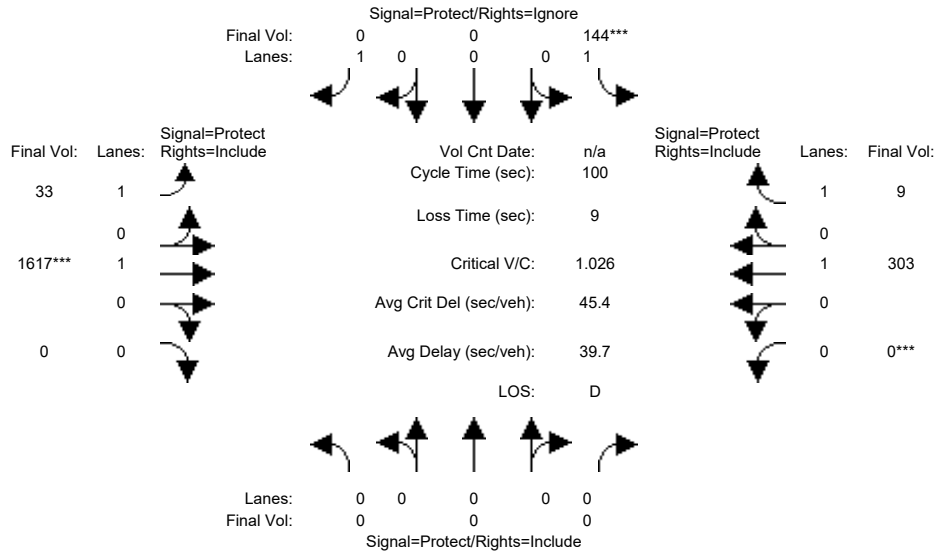 Signal=Protect/Rights=Ignore
Final Vol: 0 0 144***
Lanes: 1 0 0 0 1
Signal=Protect Signal=Protect
Final Vol: Lanes: Rights=Include Vol Cnt Date: n/a Rights=Include Lanes: Final Vol:
Cycle Time (sec): 100
33 1 1 9
Loss Time (sec): 9
0 0
1617*** 1 Critical V/C: 1.026 1 303
0 Avg Crit Del (sec/veh): 45.4 0
0 0 Avg Delay (sec/veh): 39.7 0 0***
LOS: D
Lanes: 0 0 0 0 0
Final Vol: 0 0 0
Signal=Protect/Rights=Include